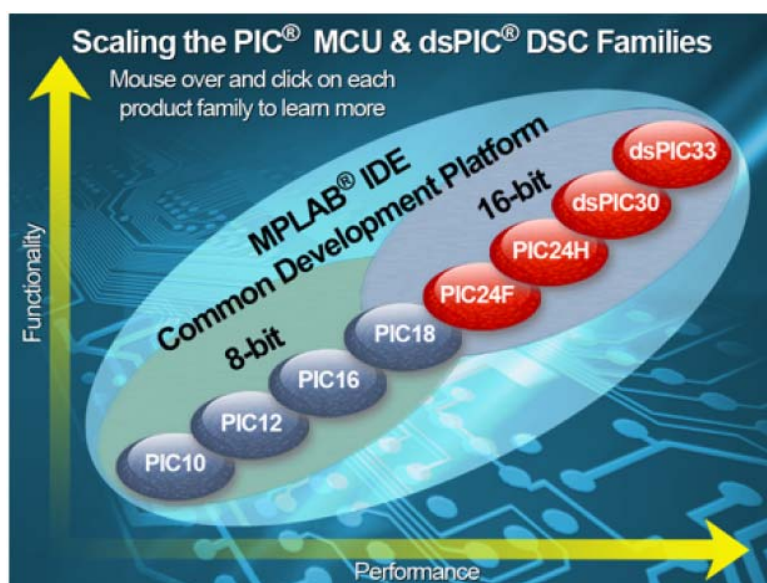 Scaling the PIC® MCU & dsPIC® DSC Families
Mouse over and click on each
product family to learn more
MPLAB® IDE
Common Development Platform
16-bit
8-bit
dsPIC33
dsPIC30
PIC24H
PIC24F
PIC18
PIC16
PIC12
PIC10
Functionality
Performance